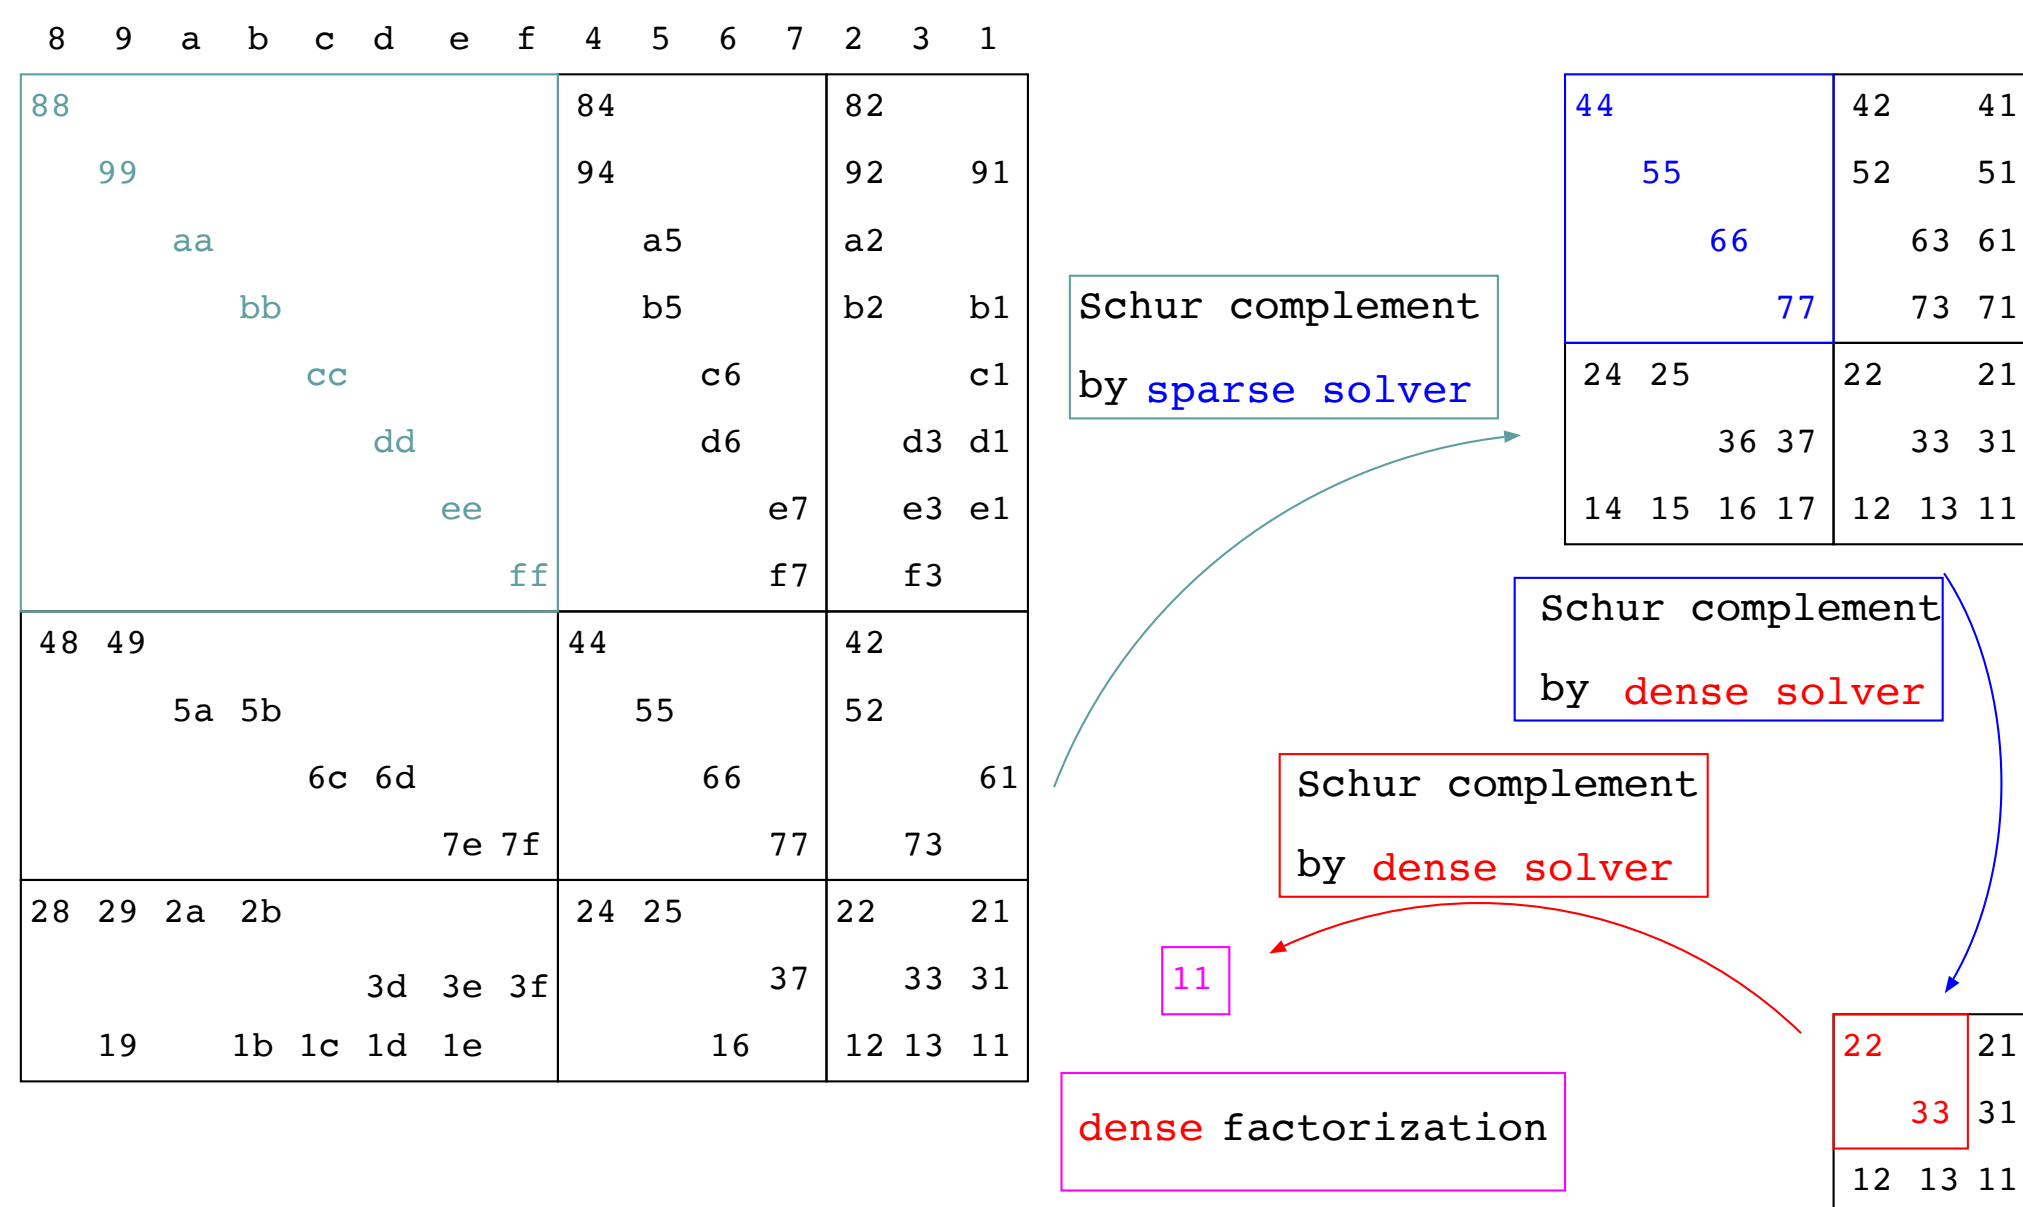 8 9 a b c d e f 4 5 6 7 2 3 1
88 84 82
99 94 92 91
aa a5 a2
bb b5 b2 b1
cc c6 c1
dd d6 d3 d1
ee e7 e3 e1
ff f7 f3
48 49 44 42
5a 5b 55 52
6c 6d 66 61
7e 7f 77 73
28 29 2a 2b 24 25 22 21
3d 3e 3f 37 33 31
19 1b 1c 1d 1e 16 12 13 11
Schur complement
by sparse solver
44 42 41
55 52 51
66 63 61
77 73 71
24 25 22 21
36 37 33 31
14 15 16 17 12 13 11
Schur complement
by dense solver
Schur complement
by dense solver
22 21
33 31
12 13 11
11
dense factorization